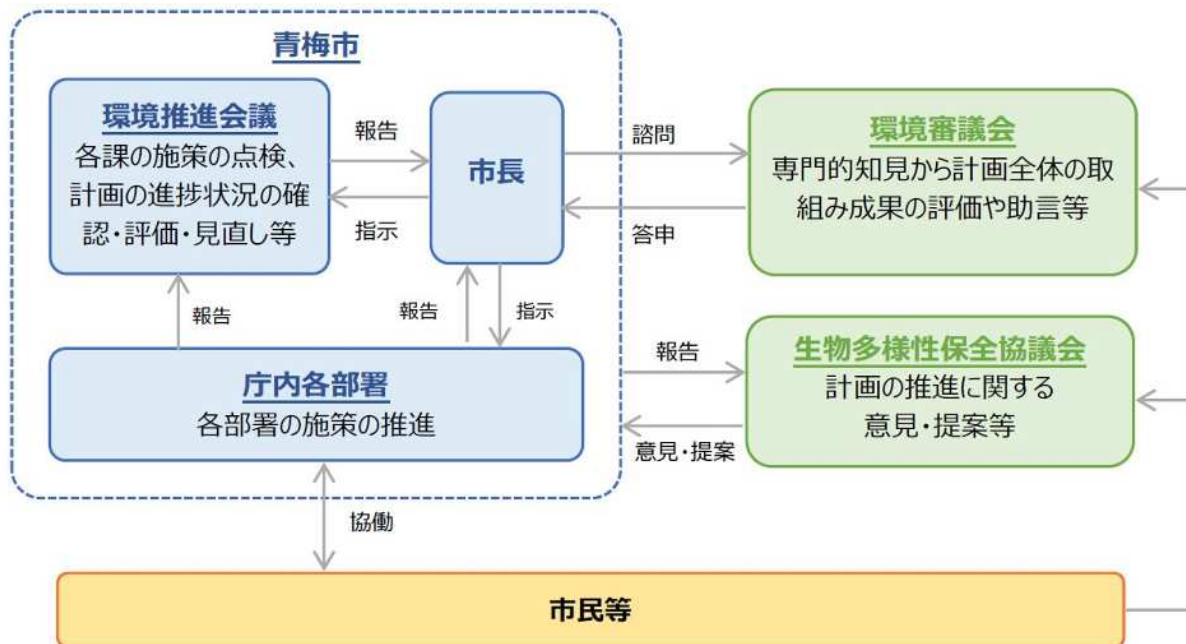 青梅市
環境推進会議
各課の施策の点検、
計画の進捗状況の確
認・評価・見直し等
報告
指示
市長
諮問
答申
環境審議会
専門的知見から計画全体の取
組み成果の評価や助言等
報告
報告
指示
庁内各部署
各部署の施策の推進
報告
意見・提案
生物多様性保全協議会
計画の推進に関する
意見・提案等
協働
市民等